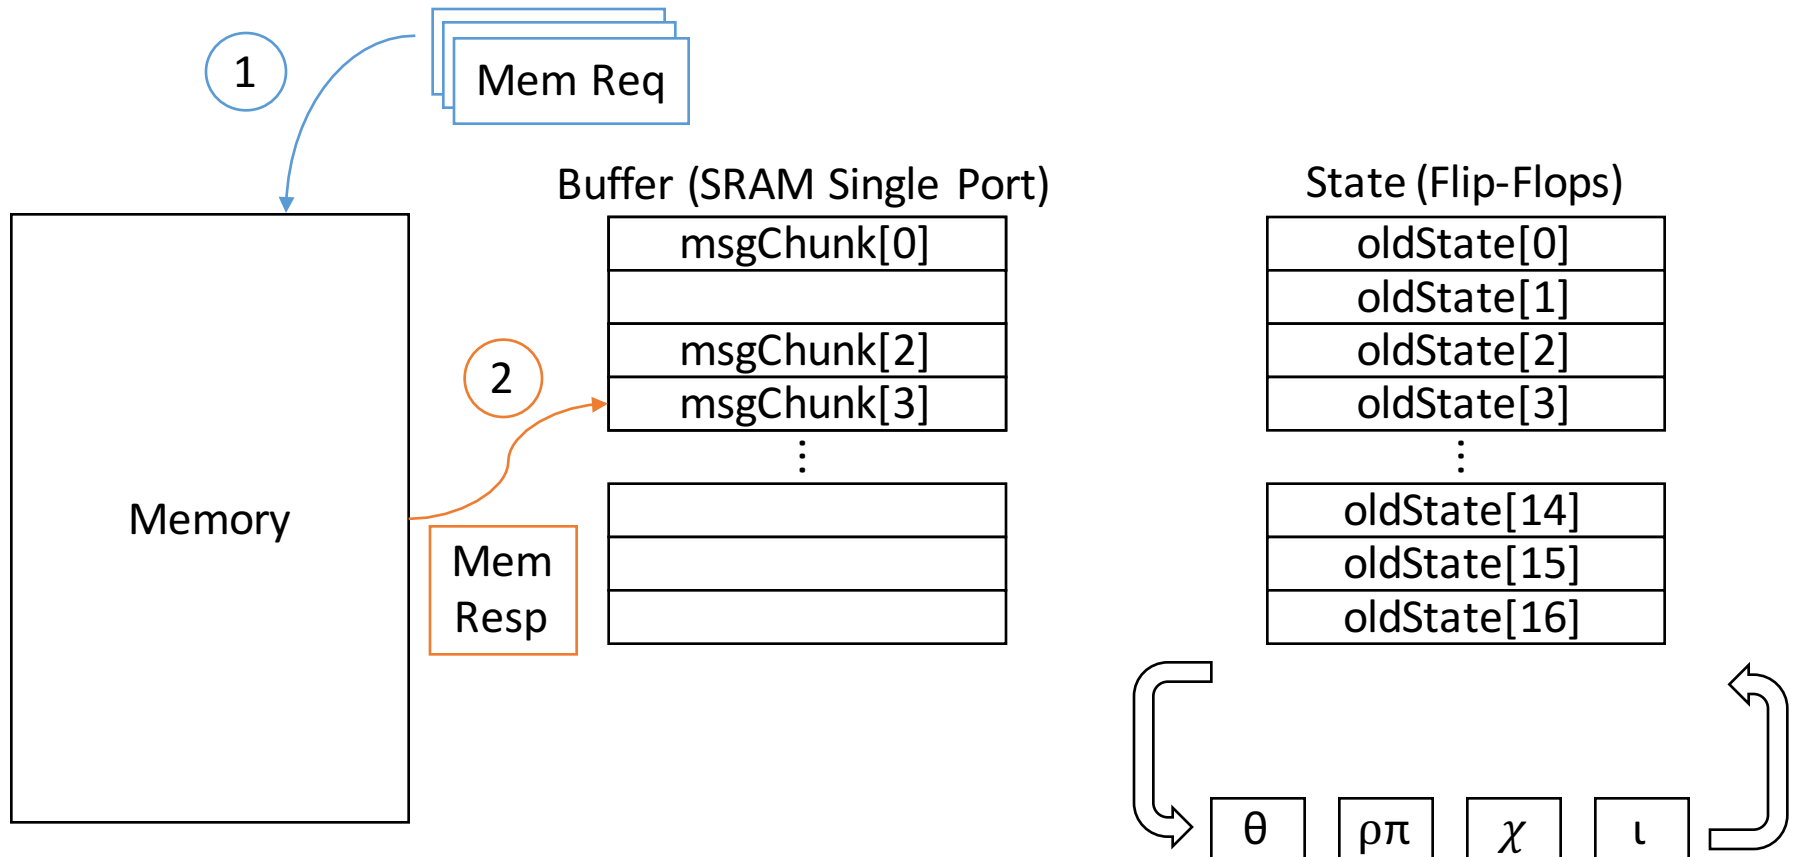 1
Mem Req
Buffer (SRAM Single Port)
State (Flip-Flops)
msgChunk[0]
msgChunk[2]
msgChunk[3]
⋮
oldState[0]
oldState[1]
oldState[2]
oldState[3]
⋮
oldState[14]
oldState[15]
oldState[16]
2
Memory
Mem
Resp
θ
ρπ
χ
ι